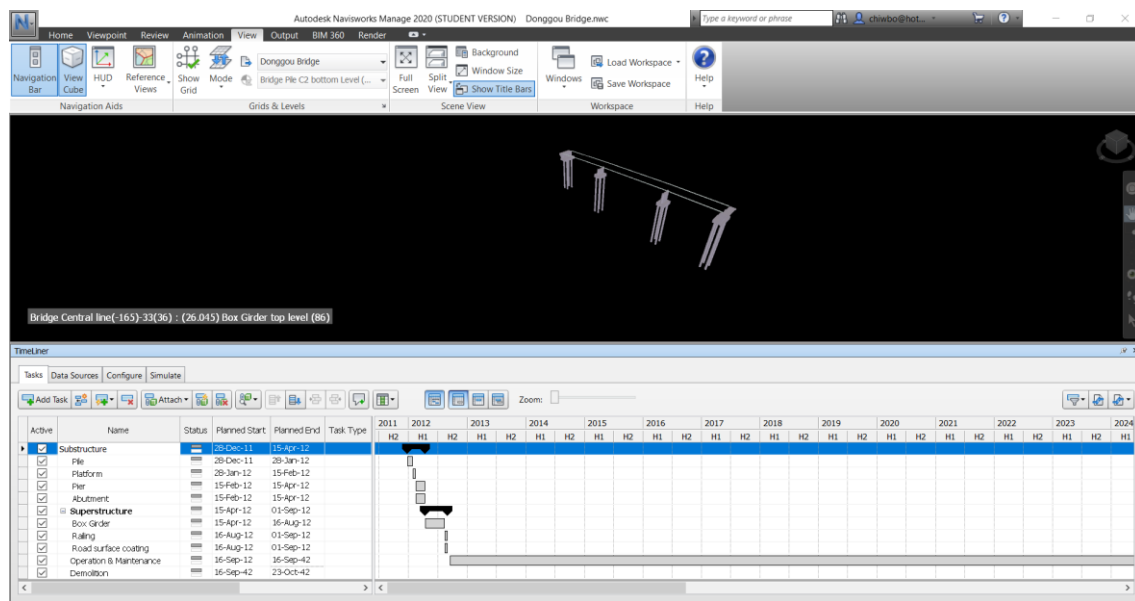 Autodesk Navisworks Manage 2020 (STUDENT VERSION) Donggou Bridge.nwc
Type a keyword or phrase
chiwbo@hot...
Home Viewpoint Review Animation View Output BIM 360 Render
Navigation Bar
View Cube
HUD
Reference Views
Navigation Aids
Show Grid
Mode
Donggou Bridge
Bridge Pile C2 bottom Level (...
Grids & Levels
Full Screen
Split View
Background
Window Size
Show Title Bars
Scene View
Windows
Load Workspace
Save Workspace
Workspace
Help
Help
Bridge Central line(-165)-33(36) : (26.045) Box Girder top level (86)
TimeLiner
Tasks Data Sources Configure Simulate
Add Task Attach Zoom:
Active Name Status Planned Start Planned End Task Type
2011 2012 2013 2014 2015 2016 2017 2018 2019 2020 2021 2022 2023 2024
H2 H1 H2 H1 H2 H1 H2 H1 H2 H1 H2 H1 H2 H1 H2 H1 H2 H1 H2 H1 H2 H1 H2 H1 H2 H1
Substructure 28-Dec-11 15-Apr-12
Pile 28-Dec-11 28-Jan-12
Platform 28-Jan-12 15-Feb-12
Pier 15-Feb-12 15-Apr-12
Abutment 15-Feb-12 15-Apr-12
Superstructure 15-Apr-12 01-Sep-12
Box Girder 15-Apr-12 16-Aug-12
Railing 16-Aug-12 01-Sep-12
Road surface coating 16-Aug-12 01-Sep-12
Operation & Maintenance 16-Sep-12 16-Sep-42
Demolition 16-Sep-42 23-Oct-42